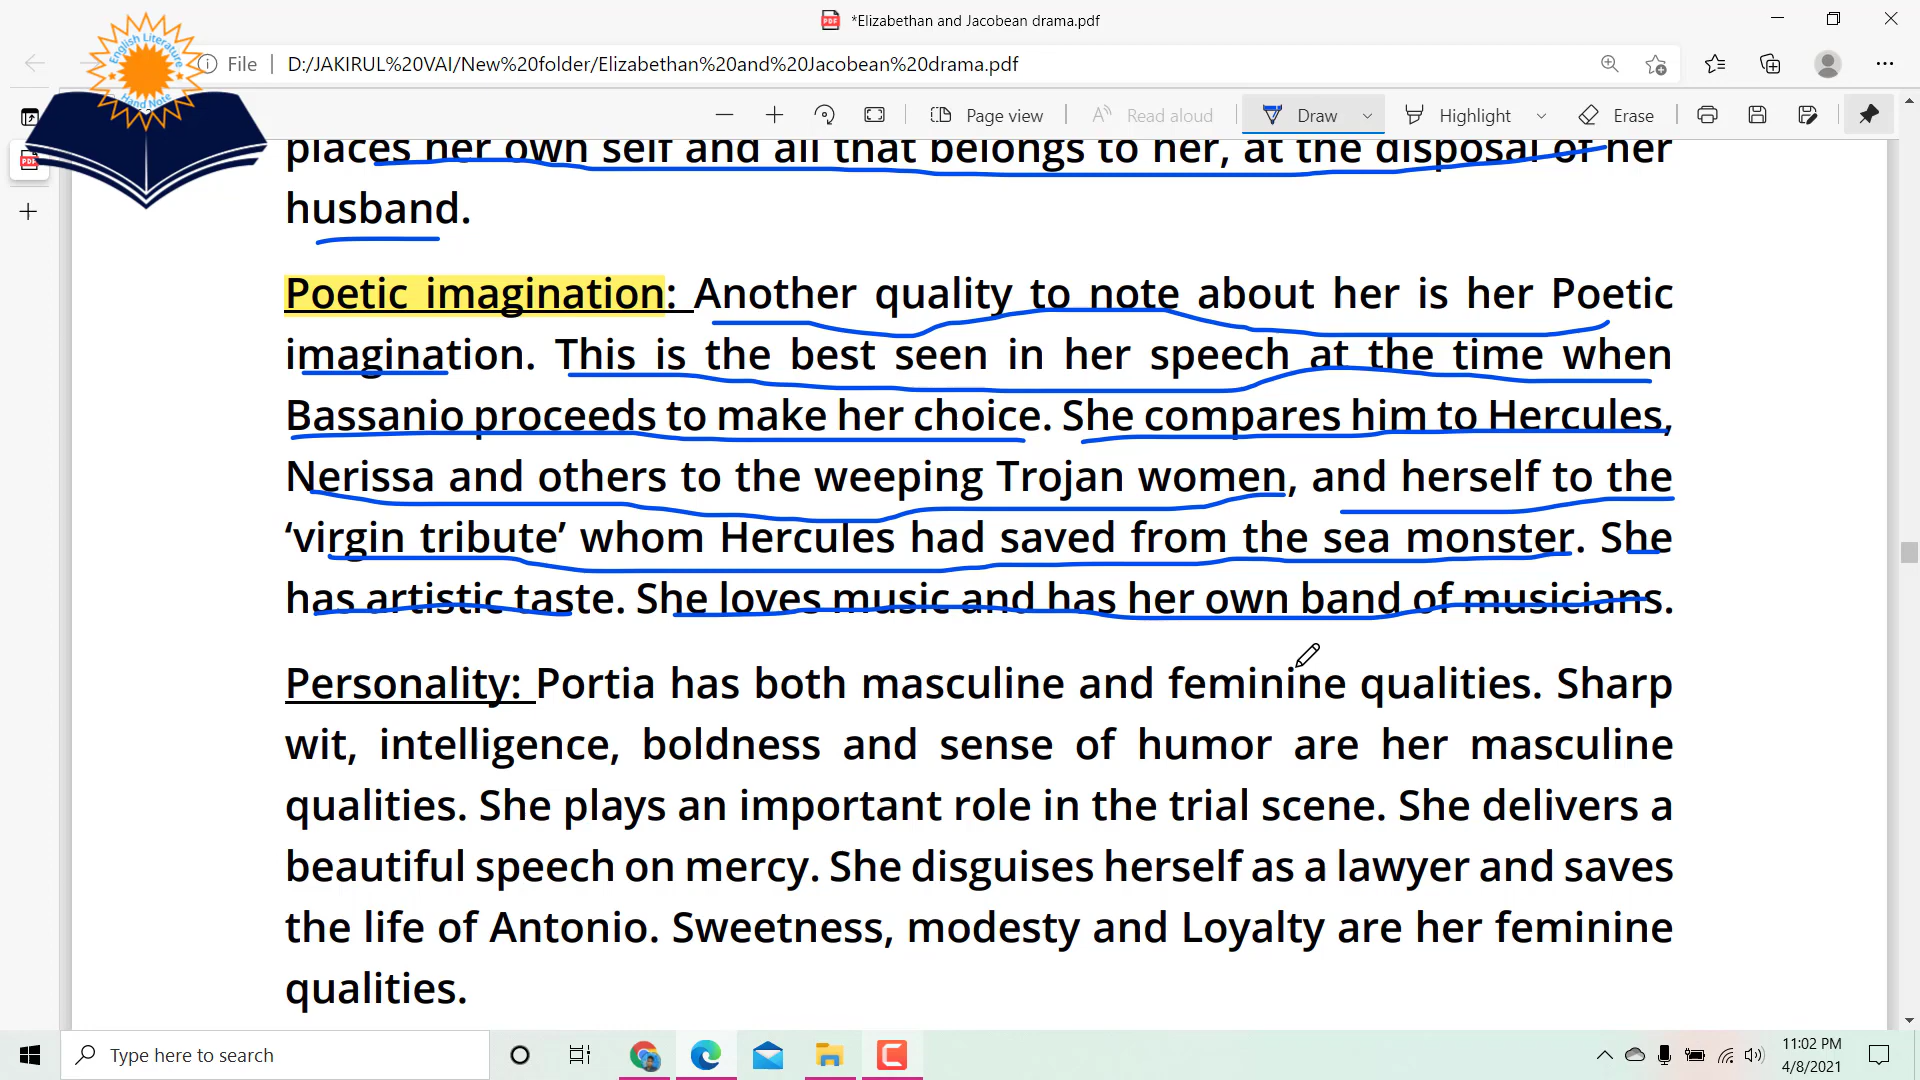 *Elizabethan and Jacobean drama.pdf
File | D:/JAKIRUL%20VAI/New%20folder/Elizabethan%20and%20Jacobean%20drama.pdf
English Literature
Hand Note
Page view
Read aloud
Draw
Highlight
Erase
places her own self and all that belongs to her, at the disposal of her
husband.
Poetic imagination: Another quality to note about her is her Poetic
imagination. This is the best seen in her speech at the time when
Bassanio proceeds to make her choice. She compares him to Hercules,
Nerissa and others to the weeping Trojan women, and herself to the
‘virgin tribute’ whom Hercules had saved from the sea monster. She
has artistic taste. She loves music and has her own band of musicians.
Personality: Portia has both masculine and feminine qualities. Sharp
wit, intelligence, boldness and sense of humor are her masculine
qualities. She plays an important role in the trial scene. She delivers a
beautiful speech on mercy. She disguises herself as a lawyer and saves
the life of Antonio. Sweetness, modesty and Loyalty are her feminine
qualities.
Type here to search
11:02 PM
4/8/2021